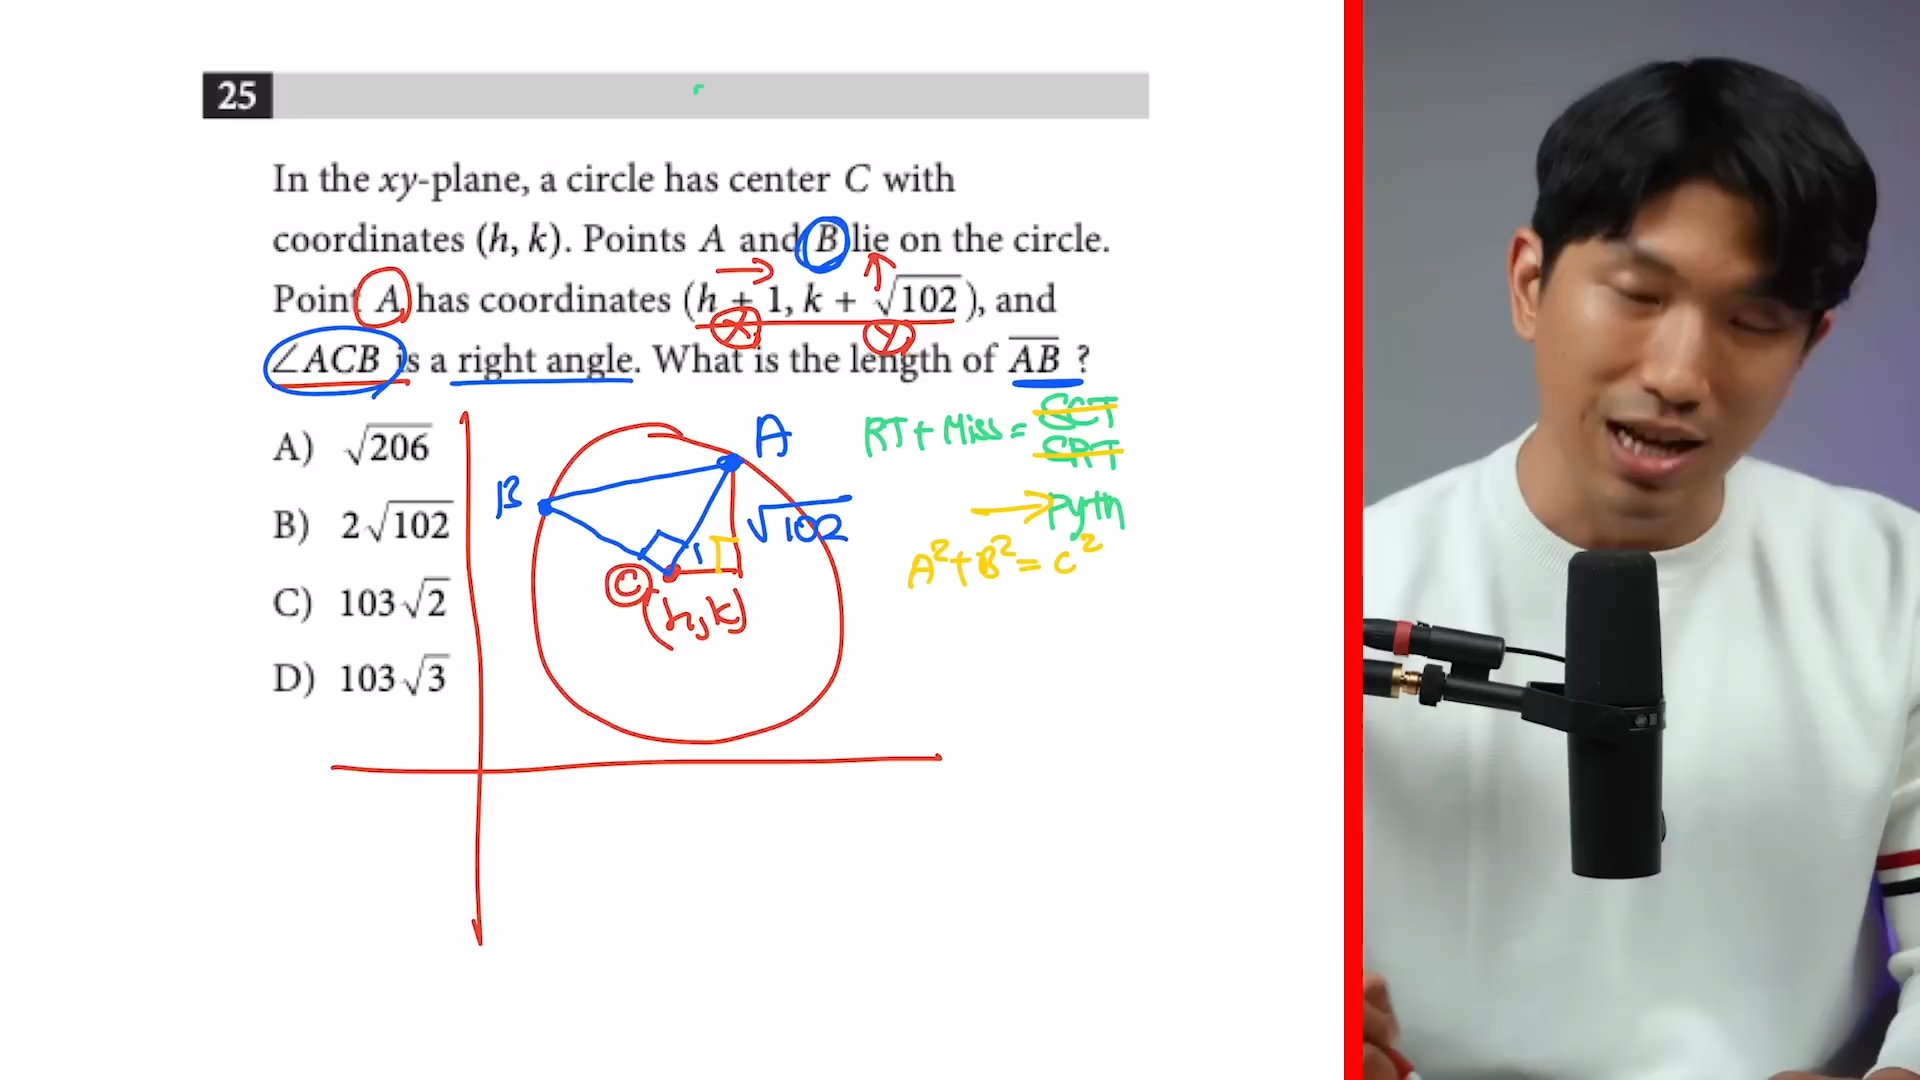 25
In the xy-plane, a circle has center C with
coordinates (h, k). Points A and B lie on the circle.
Point A has coordinates (h + 1, k + √102), and
∠ACB is a right angle. What is the length of AB ?
X
Y
A) √206
B) 2√102
C) 103√2
D) 103√3
A
B
C
(h,k)
1
√102
RT + Miss =
SCT
SRT
Pyth
A²+B²=C²